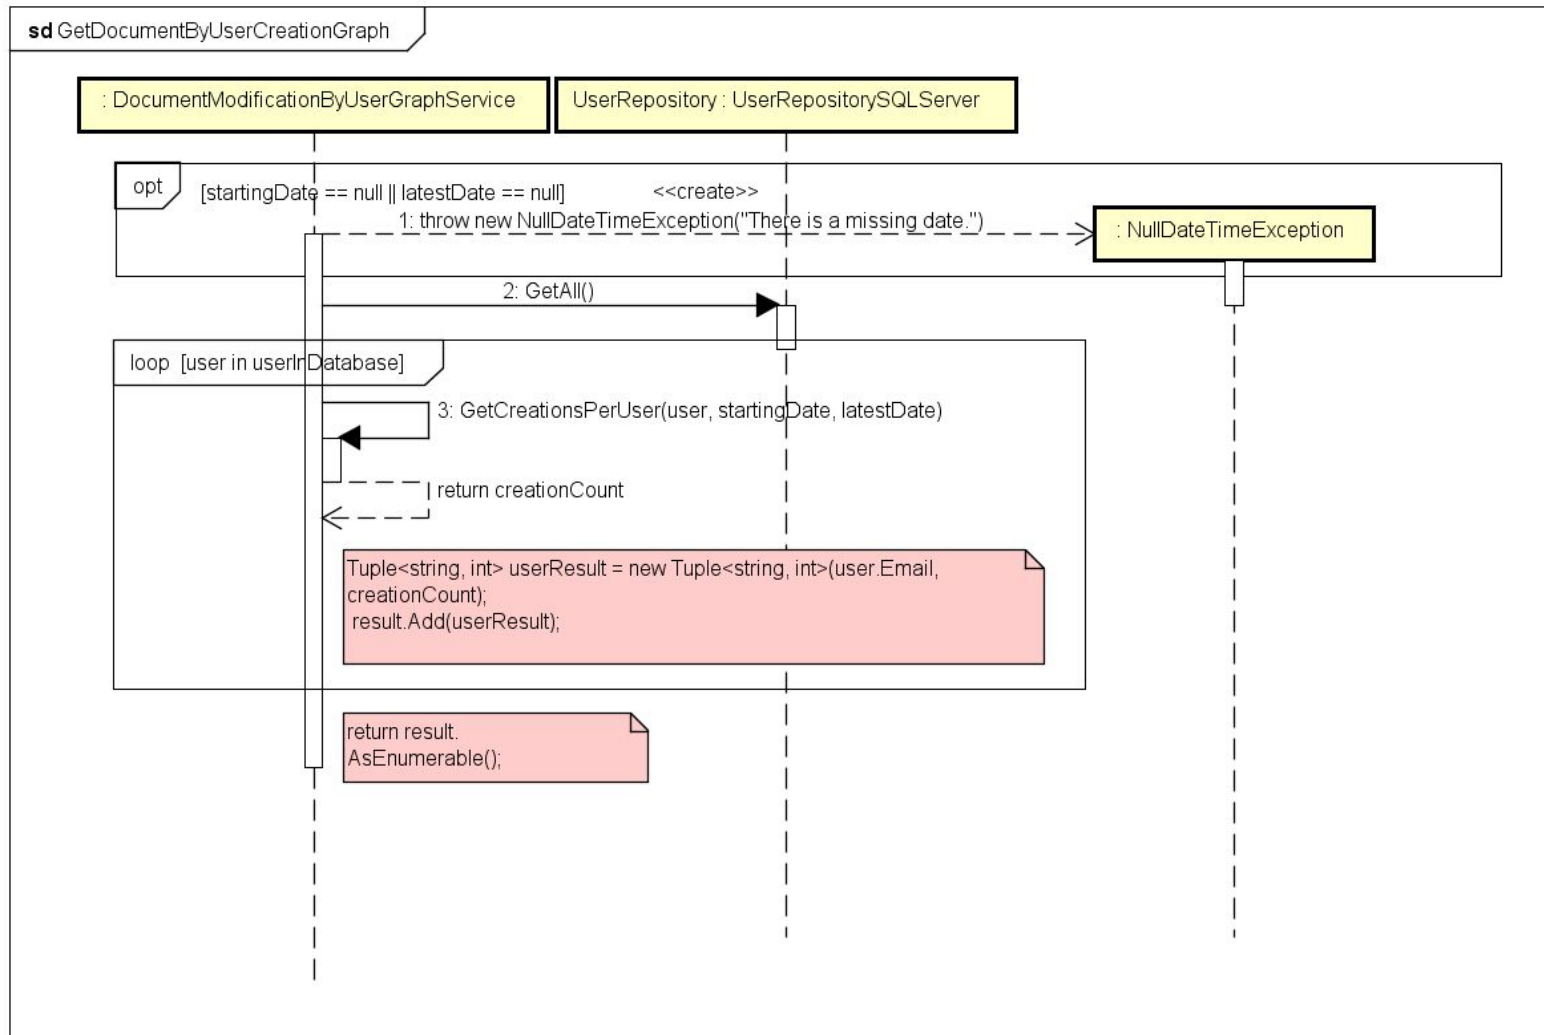 sd GetDocumentByUserCreationGraph
: DocumentModificationByUserGraphService
UserRepository : UserRepositorySQLServer
opt
[startingDate == null || latestDate == null]
<<create>>
1: throw new NullDateTimeException("There is a missing date.")
: NullDateTimeException
2: GetAll()
loop [user in userInDatabase]
3: GetCreationsPerUser(user, startingDate, latestDate)
return creationCount
Tuple<string, int> userResult = new Tuple<string, int>(user.Email,
creationCount);
result.Add(userResult);
return result.
AsEnumerable();